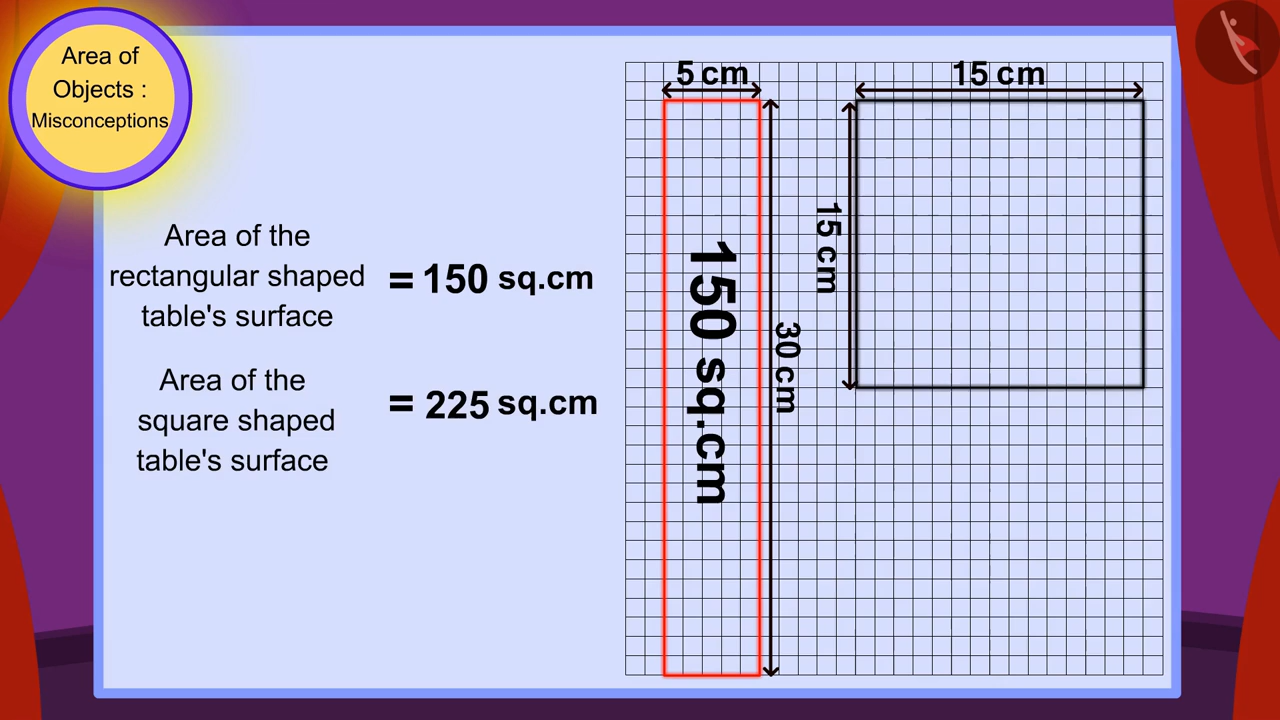 Area of
Objects :
Misconceptions
Area of the
rectangular shaped
table's surface
= 150 sq.cm
Area of the
square shaped
table's surface
= 225 sq.cm
5 cm
150 sq.cm
30 cm
15 cm
15 cm